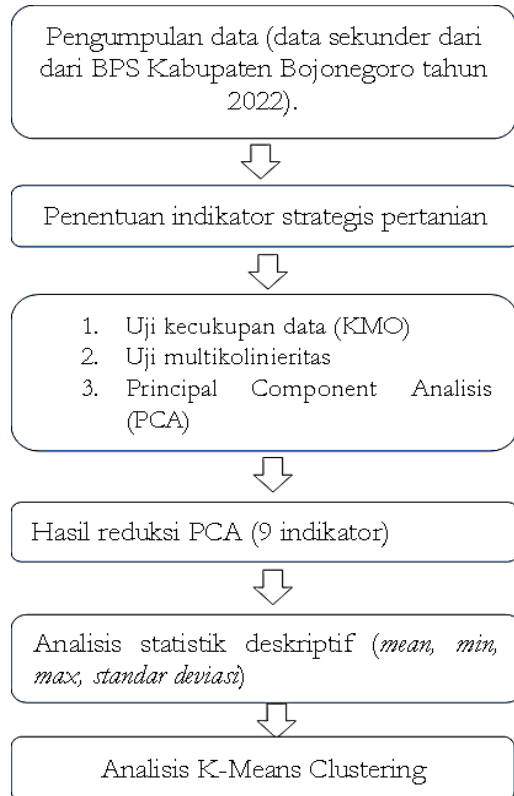 Pengumpulan data (data sekunder dari
dari BPS Kabupaten Bojonegoro tahun
2022).
Penentuan indikator strategis pertanian
1. Uji kecukupan data (KMO)
2. Uji multikolinieritas
3. Principal Component Analysis
(PCA)
Hasil reduksi PCA (9 indikator)
Analisis statistik deskriptif (mean, min,
max, standar deviasi)
Analisis K-Means Clustering